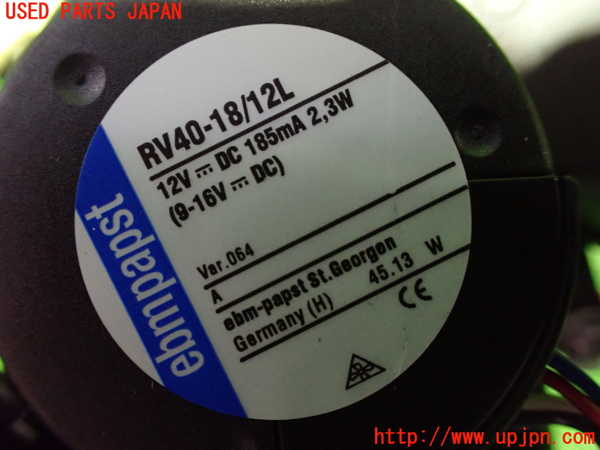 USED PARTS JAPAN
RV40-18/12L
12V ⎓ DC 185mA 2,3W
(9-16V ⎓ DC)
ebmpapst
Var.064
A
ebm-papst St.Georgen
Germany (H) 45.13 W
CE
http://www.upjpn.com